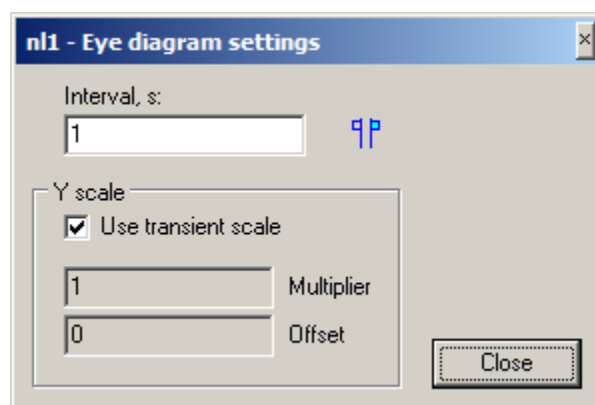 nl1 - Eye diagram settings
Interval, s:
1
Y scale
Use transient scale
1 Multiplier
0 Offset
Close